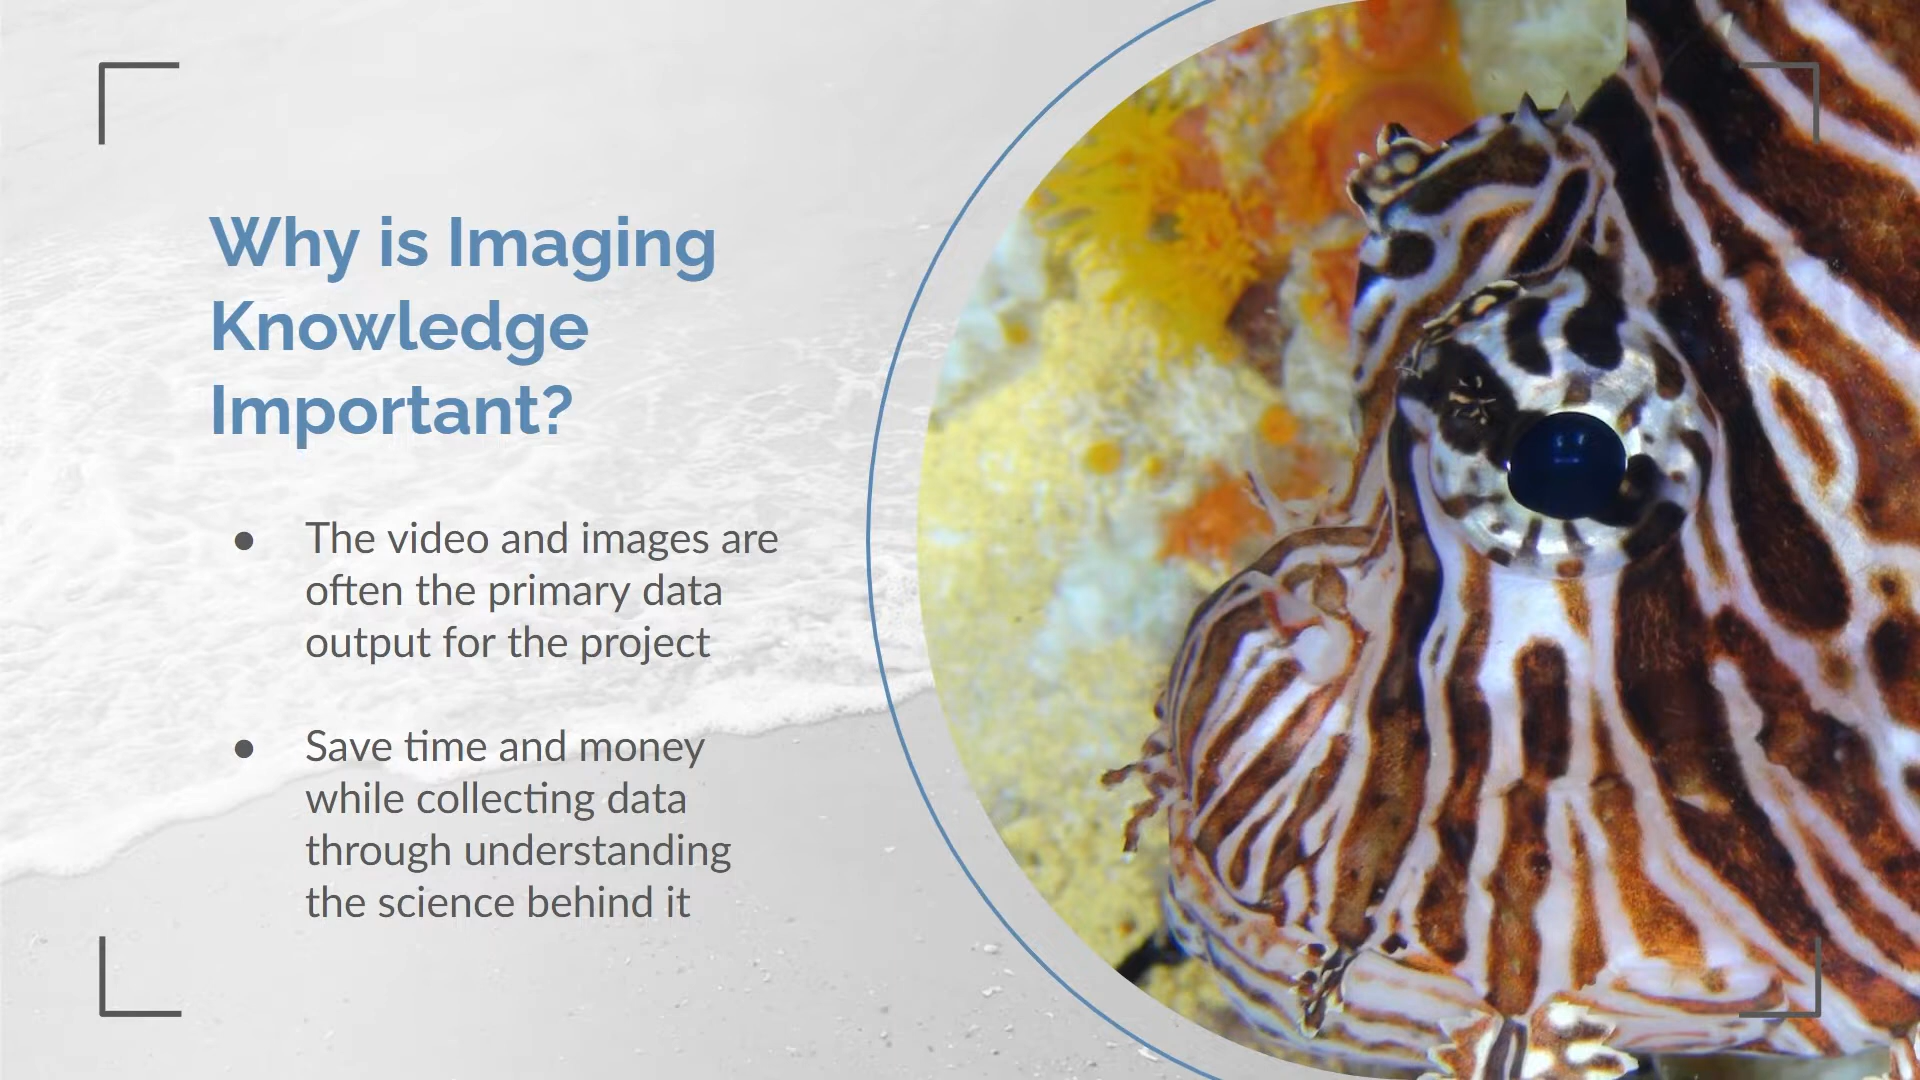 Why is Imaging
Knowledge
Important?
● The video and images are
often the primary data
output for the project
● Save time and money
while collecting data
through understanding
the science behind it